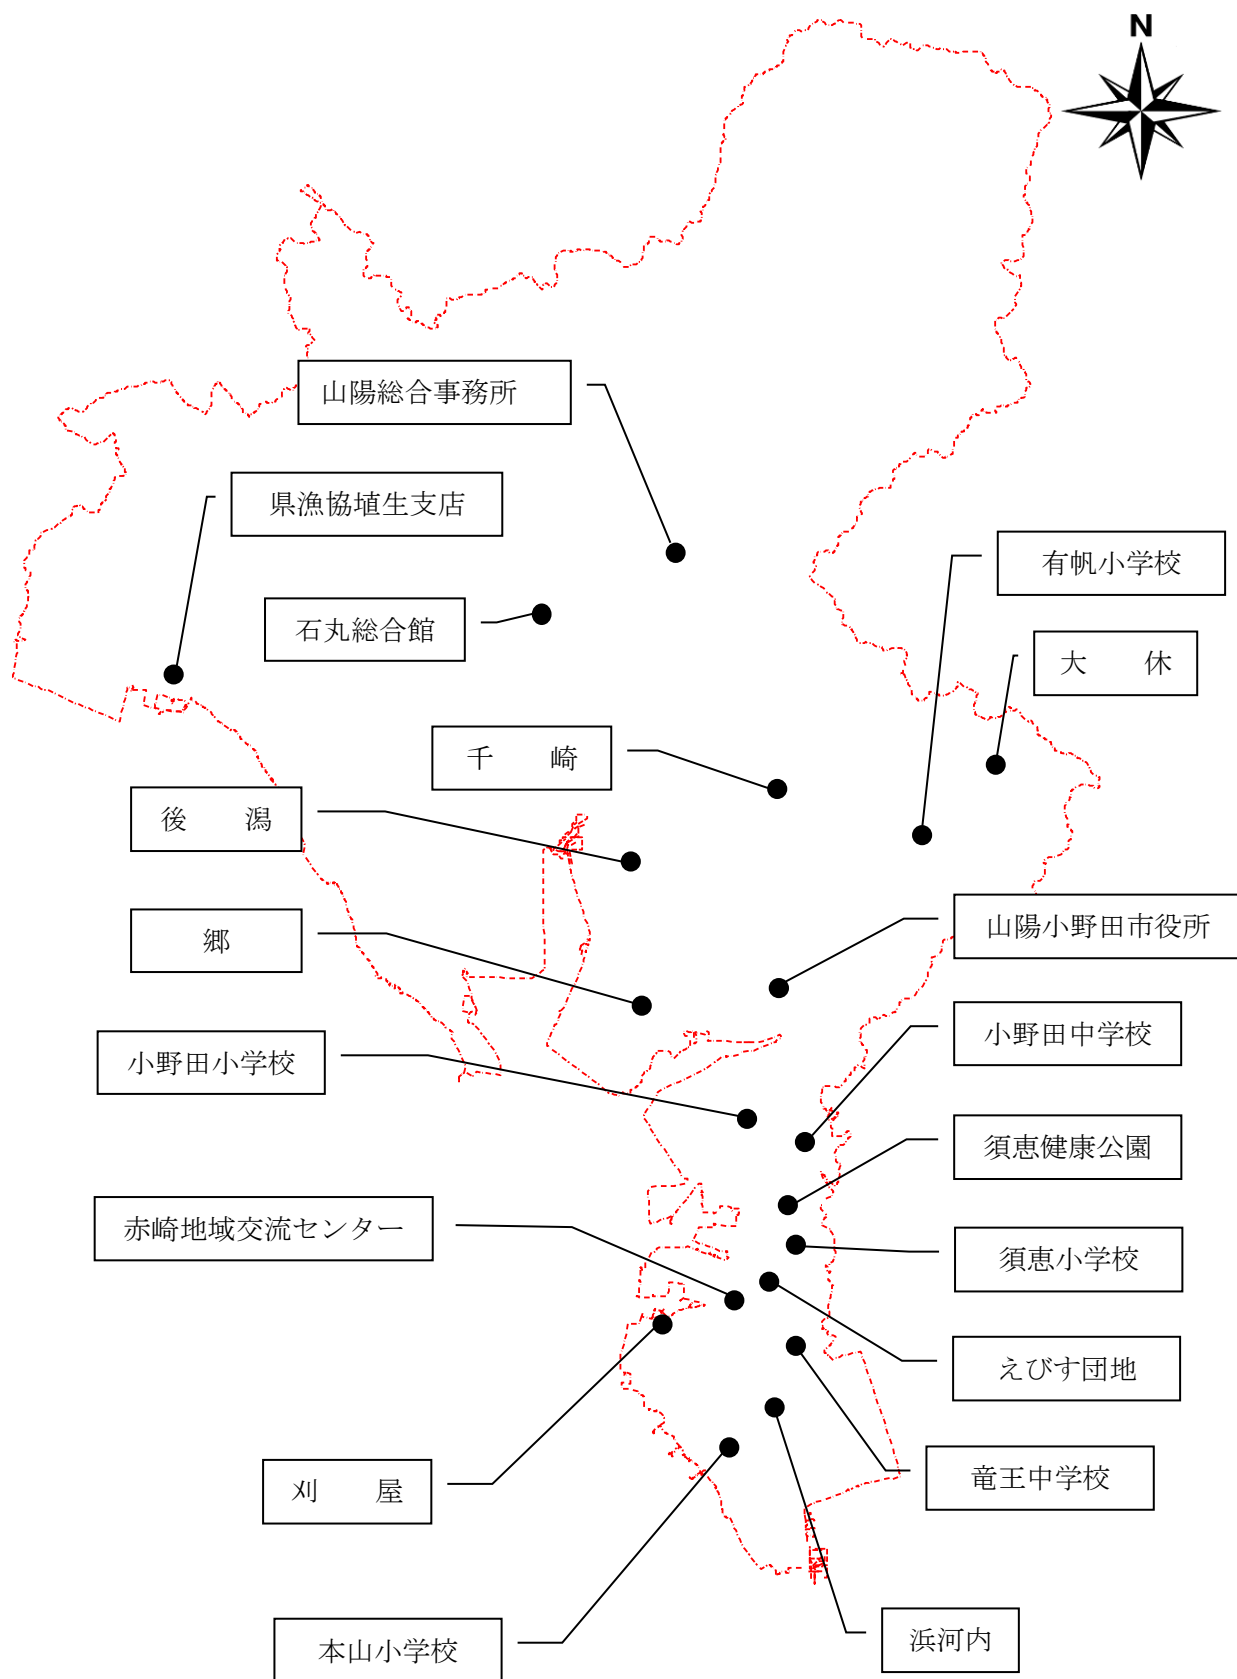 N
山陽総合事務所
県漁協埴生支店
有帆小学校
石丸総合館
大　休
千　崎
後　潟
山陽小野田市役所
郷
小野田中学校
小野田小学校
須恵健康公園
赤崎地域交流センター
須恵小学校
えびす団地
竜王中学校
刈　屋
浜河内
本山小学校